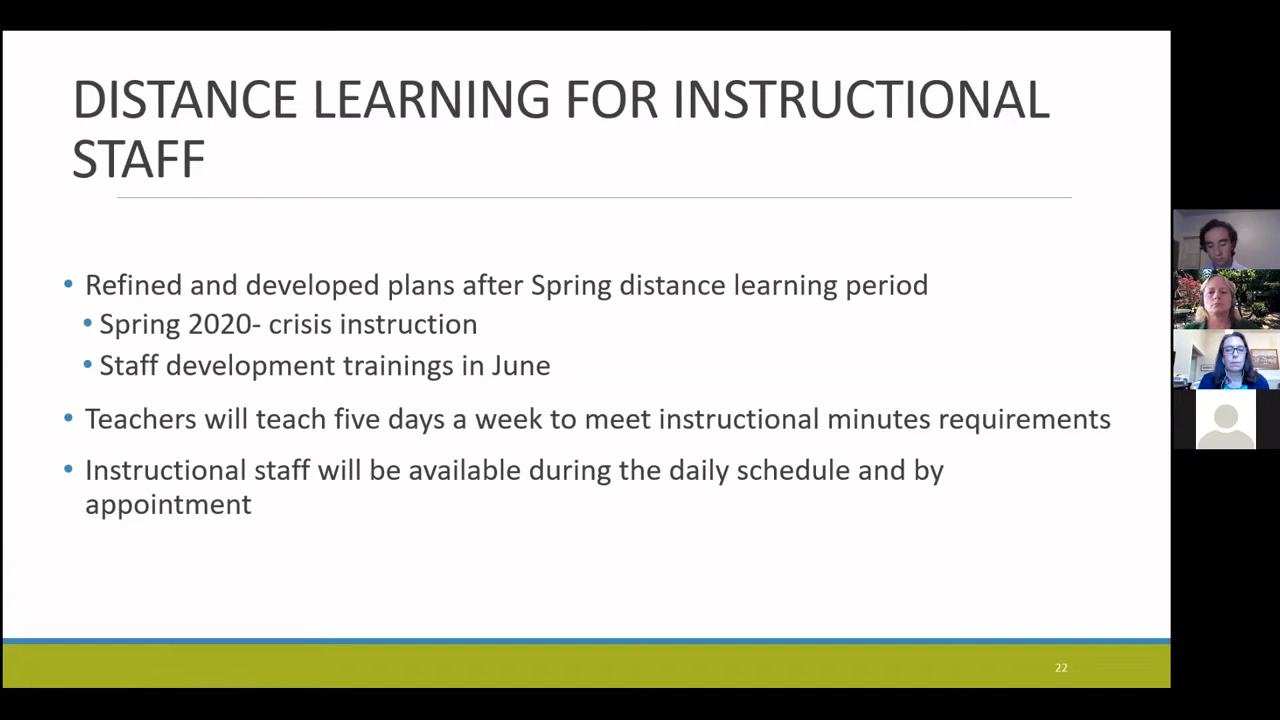 DISTANCE LEARNING FOR INSTRUCTIONAL
STAFF
• Refined and developed plans after Spring distance learning period
• Spring 2020- crisis instruction
• Staff development trainings in June
• Teachers will teach five days a week to meet instructional minutes requirements
• Instructional staff will be available during the daily schedule and by
appointment
22